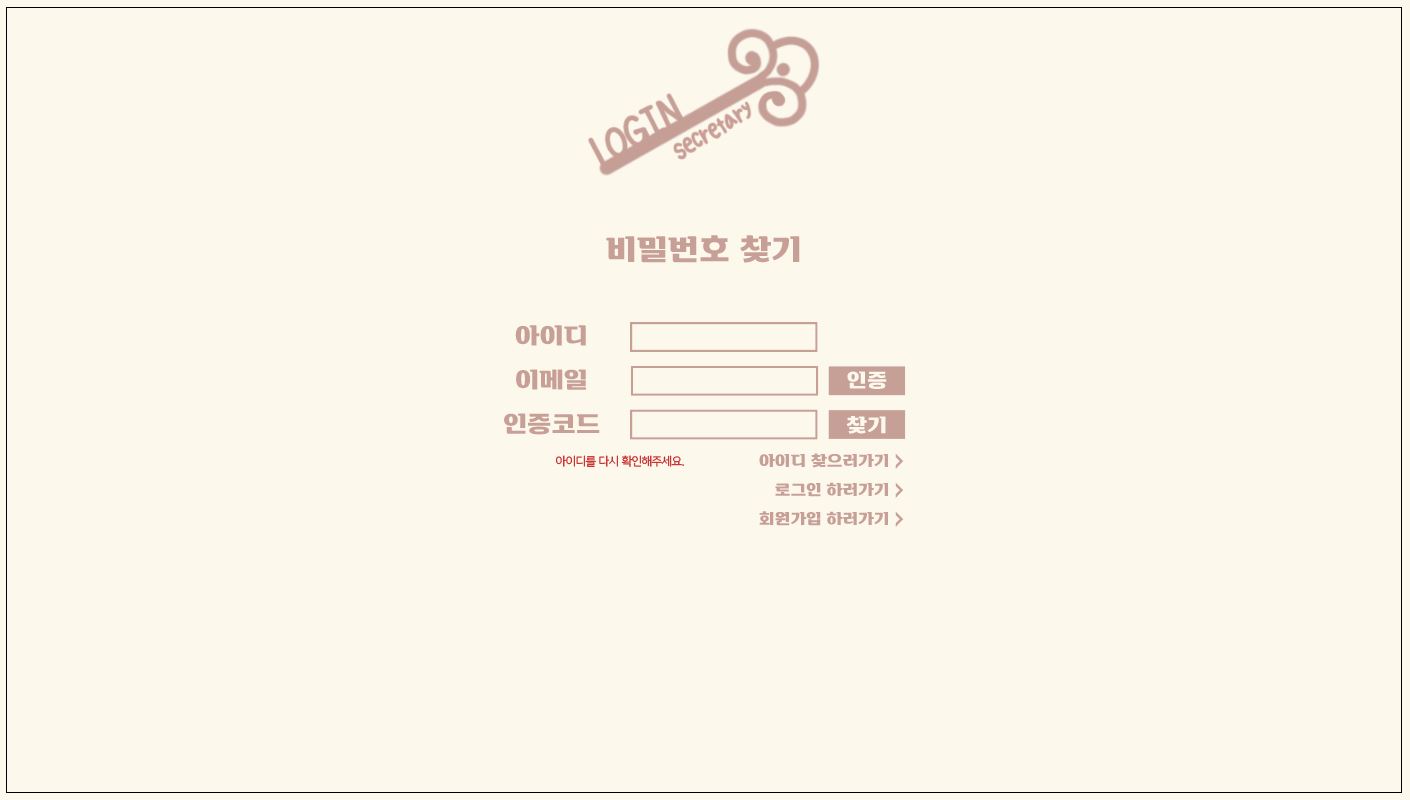 LOGIN
secretary
비밀번호 찾기
아이디
이메일 인증
인증코드 찾기
아이디를 다시 확인해주세요. 아이디 찾으러가기 >
로그인 하러가기 >
회원가입 하러가기 >